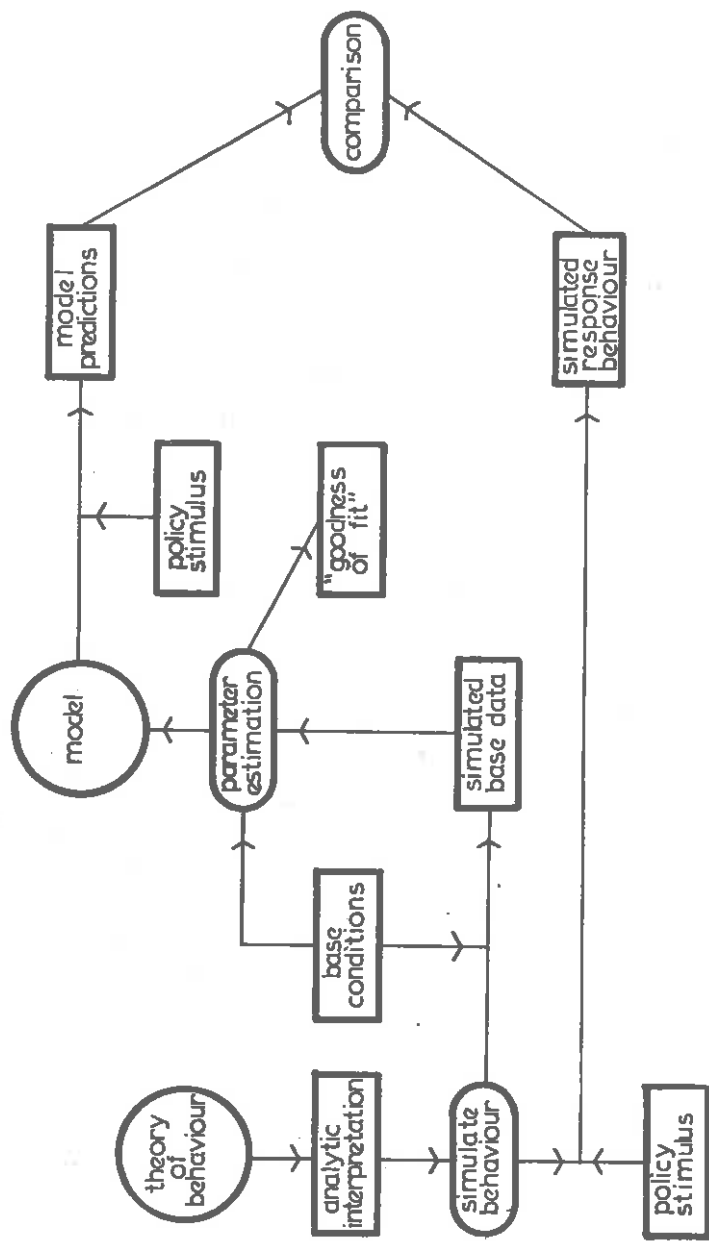 theory
of
behaviour
analytic
interpretation
simulate
behaviour
policy
stimulus
base
conditions
model
parameter
estimation
simulated
base data
policy
stimulus
"goodness
of fit"
model
predictions
simulated
response
behaviour
comparison